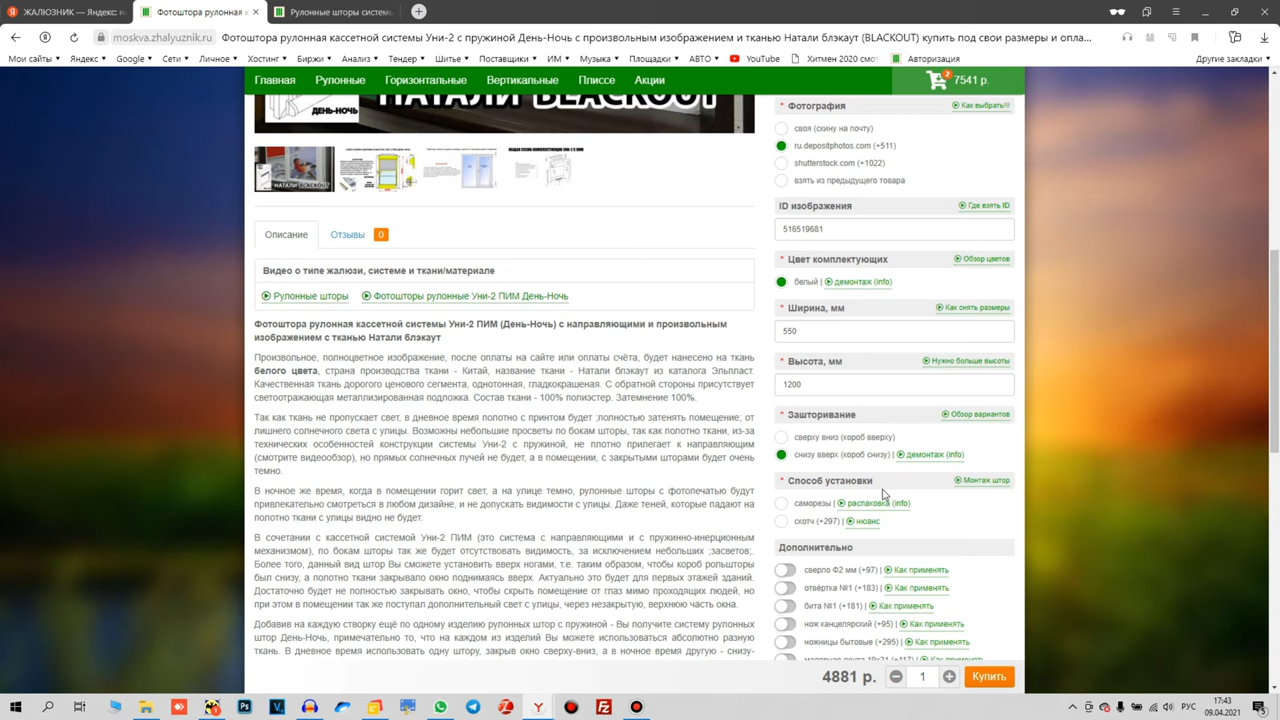 ЖАЛЮЗНИК — Яндекс: н
Фотоштора рулонная к
Рулонные шторы систем
moskva.zhalyuznik.ru
Фотоштора рулонная кассетной системы Уни-2 с пружиной День-Ночь с произвольным изображением и тканью Натали блэкаут (BLACKOUT) купить под свои размеры и опла...
Мои сайты
Яндекс
Google
Сети
Личное
Хостинг
Биржи
Анализ
Тендер
Шитье
Поставщики
ИМ
Музыка
Площадки
АВТО
YouTube
Хитмен 2020 смот
Авторизация
Другие закладки
Главная
Рулонные
Горизонтальные
Вертикальные
Плиссе
Акции
2
7541 р.
ДЕНЬ-НОЧЬ
НАТАЛИ BLACKOUT
НАТАЛИ BLACKOUT
Описание
Отзывы
0
Видео о типе жалюзи, системе и ткани/материале
Рулонные шторы
Фотошторы рулонные Уни-2 ПИМ День-Ночь
Фотоштора рулонная кассетной системы Уни-2 ПИМ (День-Ночь) с направляющими и произвольным
изображением с тканью Натали блэкаут
Произвольное, полноцветное изображение, после оплаты на сайте или оплаты счёта, будет нанесено на ткань
белого цвета, страна производства ткани - Китай, название ткани - Натали блэкаут из каталога Эльпласт.
Качественная ткань дорогого ценового сегмента, однотонная, гладкокрашеная. С обратной стороны присутствует
светоотражающая металлизированная подложка. Состав ткани - 100% полиэстер. Затемнение 100%.
Так как ткань не пропускает свет, в дневное время полотно с принтом будет ;полностью затенять помещение; от
лишнего солнечного света с улицы. Возможны небольшие просветы по бокам шторы, так как полотно ткани, из-за
технических особенностей конструкции системы Уни-2 с пружиной, не плотно прилегает к направляющим
(смотрите видеообзор), но прямых солнечных лучей не будет, а в помещении, с закрытыми шторами будет очень
темно.
В ночное же время, когда в помещении горит свет, а на улице темно, рулонные шторы с фотопечатью будут
привлекательно смотреться в любом дизайне, и не допускать видимости с улицы. Даже теней, которые падают на
полотно ткани с улицы видно не будет.
В сочетании с кассетной системой Уни-2 ПИМ (это система с направляющими и с пружинно-инерционным
механизмом), по бокам шторы так же будет отсутствовать видимость, за исключением небольших ;засветов;.
Более того, данный вид штор Вы сможете установить вверх ногами, т.е. таким образом, чтобы короб рольшторы
был снизу, а полотно ткани закрывало окно поднимаясь вверх. Актуально это будет для первых этажей зданий.
Достаточно будет не полностью закрывать окно, чтобы скрыть помещение от глаз мимо проходящих людей, но
при этом в помещении так же поступал дополнительный свет с улицы, через незакрытую, верхнюю часть окна.
Добавив на каждую створку ещё по одному изделию рулонных штор с пружиной - Вы получите систему рулонных
штор День-Ночь, примечательно то, что на каждом из изделий Вы можете использоваться абсолютно разную
ткань. В дневное время использовать одну штору, закрыв окно сверху-вниз, а в ночное время другую - снизу-
* Фотография
Как выбрать!!!
своя (скину на почту)
ru.depositphotos.com (+511)
shutterstock.com (+1022)
взять из предыдущего товара
ID изображения
Где взять ID
516519681
* Цвет комплектующих
Обзор цветов
белый | демонтаж (info)
* Ширина, мм
Как снять размеры
550
* Высота, мм
Нужно больше высоты
1200
* Зашторивание
Обзор вариантов
сверху вниз (короб вверху)
снизу вверх (короб снизу) | демонтаж (info)
* Способ установки
Монтаж штор
саморезы | распаковка (info)
скотч (+297) | нюанс
Дополнительно
сверло Ф2 мм (+97) | Как применять
отвёртка №1 (+183) | Как применять
бита №1 (+181) | Как применять
нож канцелярский (+95) | Как применять
ножницы бытовые (+295) | Как применять
малярная лента 19х21 (+117) | Как применять
4881 р.
1
Купить
РУС
17:43
09.04.2021
5